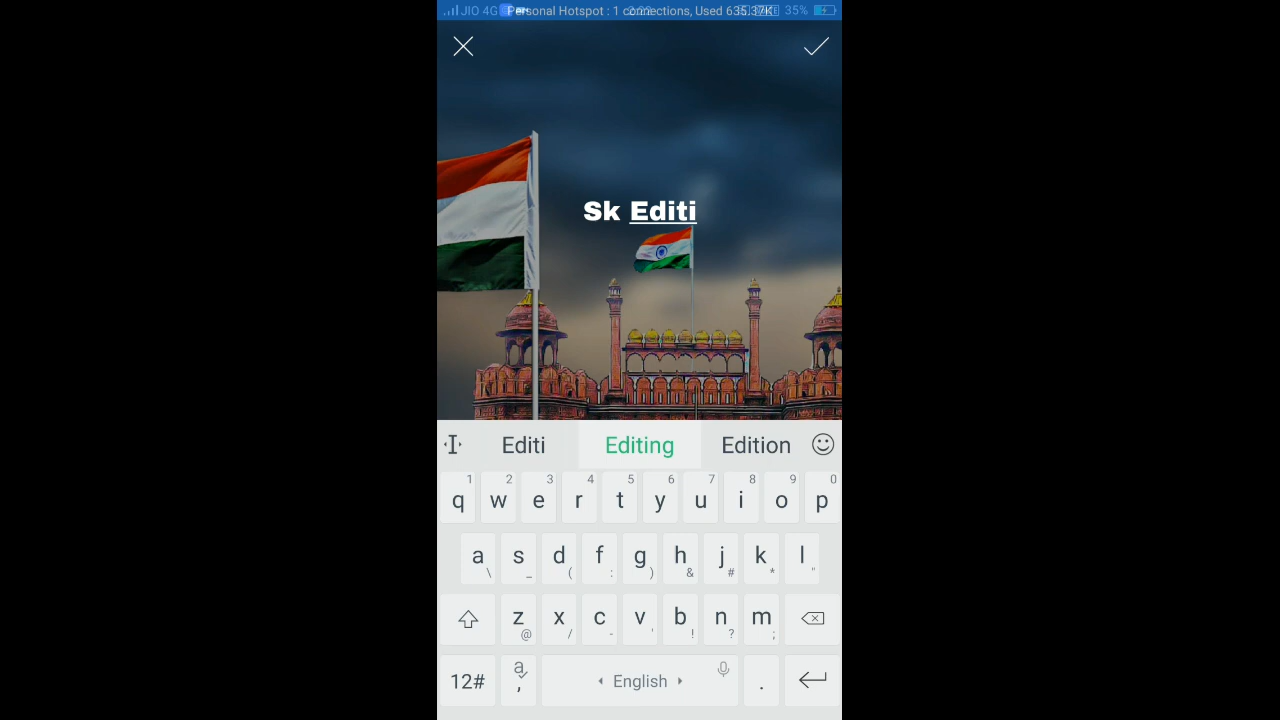 JIO 4G Personal Hotspot : 1 connections, Used 635.37K 35%
Sk Editi
Editi Editing Edition
1 2 3 4 5 6 7 8 9 0
q w e r t y u i o p
a s d f g h j k l
\ _ ( : ) & # * "
z x c v b n m
@ / - ' ! ? ;
12# a , English .